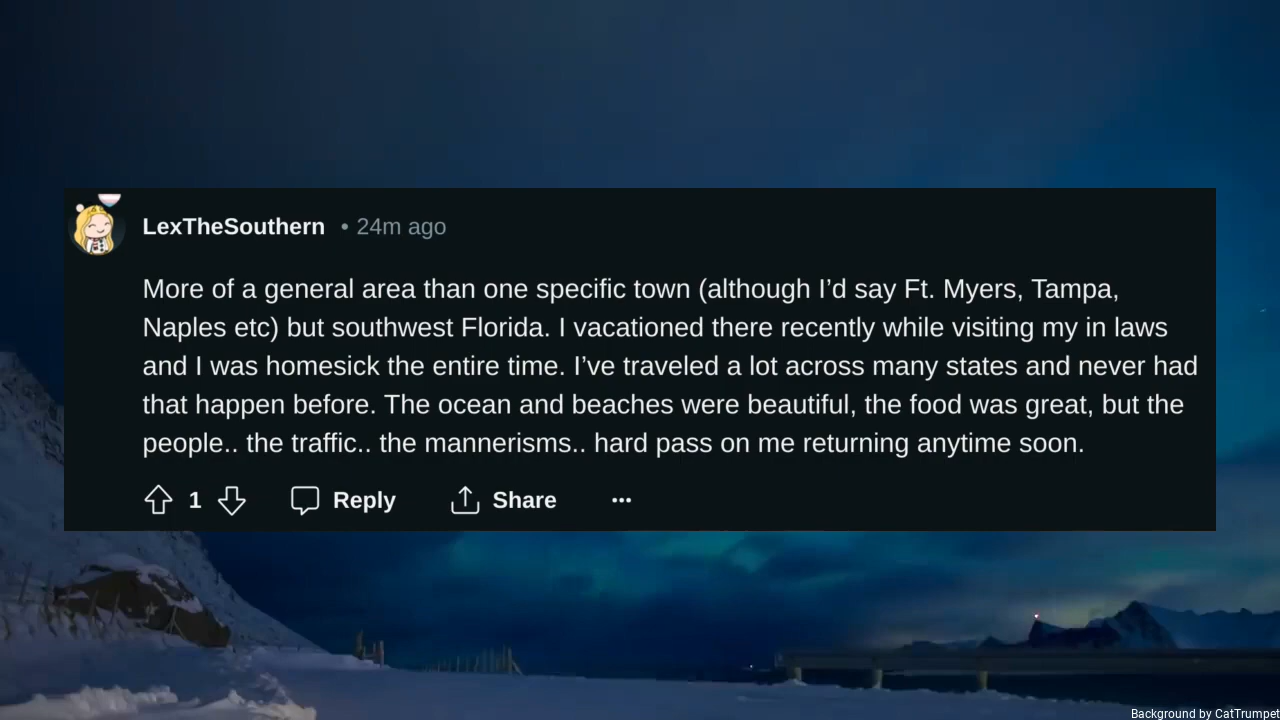 LexTheSouthern • 24m ago
More of a general area than one specific town (although I’d say Ft. Myers, Tampa,
Naples etc) but southwest Florida. I vacationed there recently while visiting my in laws
and I was homesick the entire time. I’ve traveled a lot across many states and never had
that happen before. The ocean and beaches were beautiful, the food was great, but the
people.. the traffic.. the mannerisms.. hard pass on me returning anytime soon.
1 Reply Share ···
Background by CatTrumpet